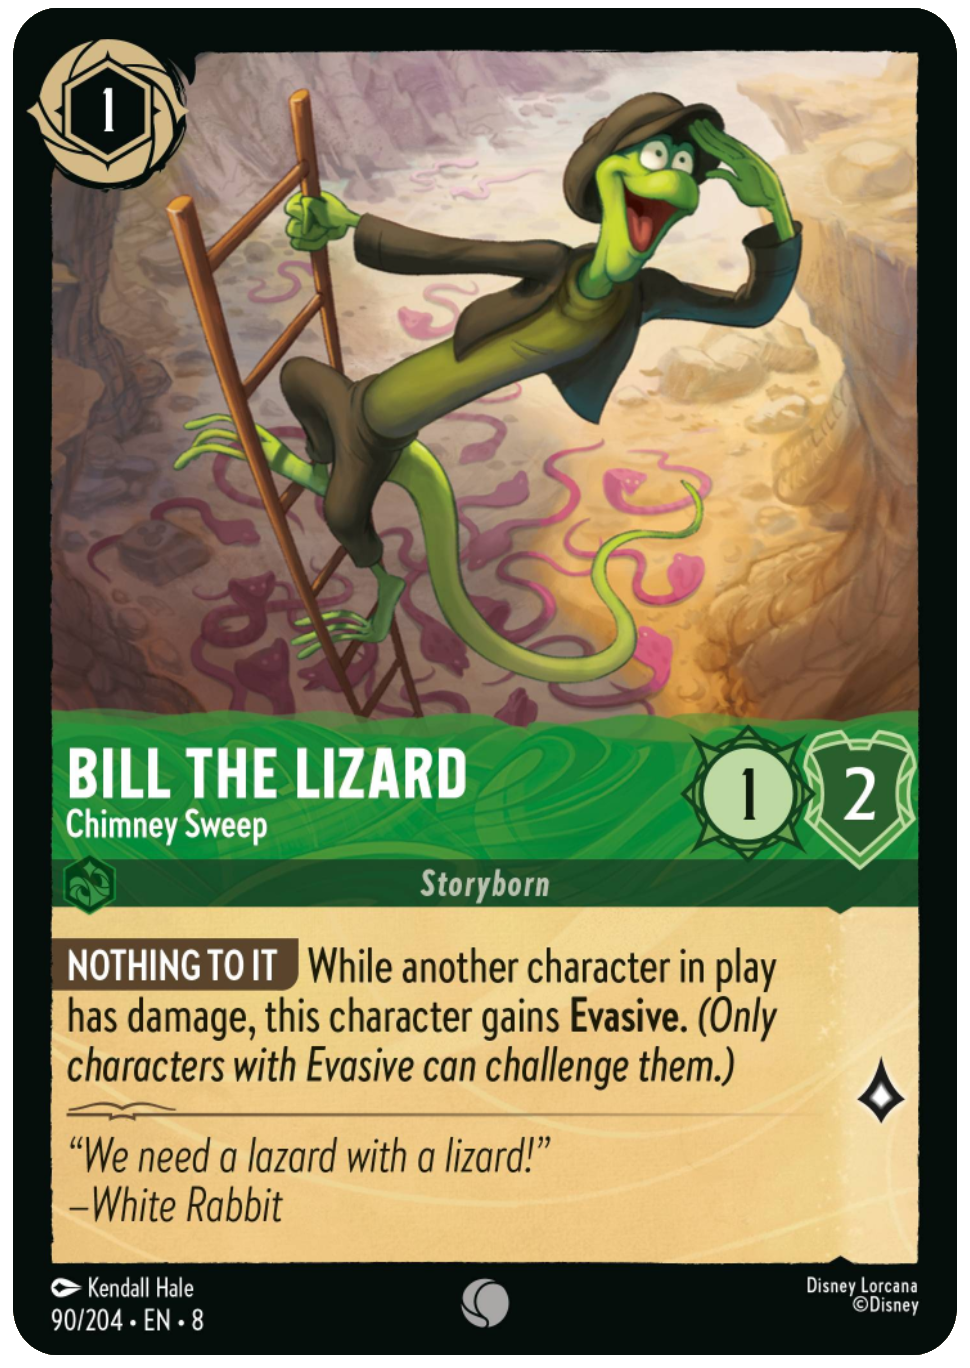 1
BILL THE LIZARD
Chimney Sweep
1
2
Storyborn
NOTHING TO IT While another character in play
has damage, this character gains Evasive. (Only
characters with Evasive can challenge them.)
“We need a lazard with a lizard!”
–White Rabbit
Kendall Hale
90/204 • EN • 8
Disney Lorcana
©Disney